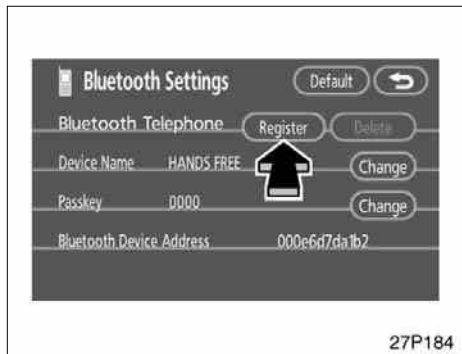 Bluetooth Settings Default
Bluetooth Telephone Register Delete
Device Name HANDS FREE Change
Passkey 0000 Change
Bluetooth Device Address 000e6d7da1b2
27P184